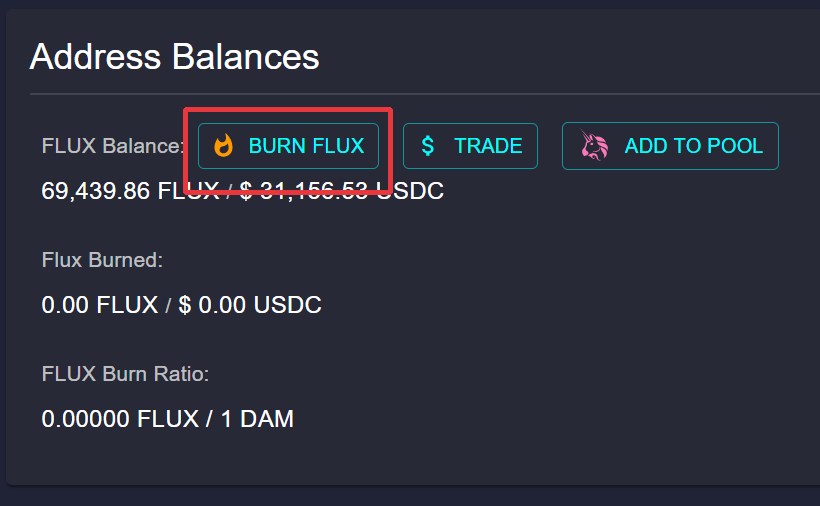 Address Balances
FLUX Balance: BURN FLUX $ TRADE ADD TO POOL
69,439.86 FLUX / $ 31,156.53 USDC
Flux Burned:
0.00 FLUX / $ 0.00 USDC
FLUX Burn Ratio:
0.00000 FLUX / 1 DAM